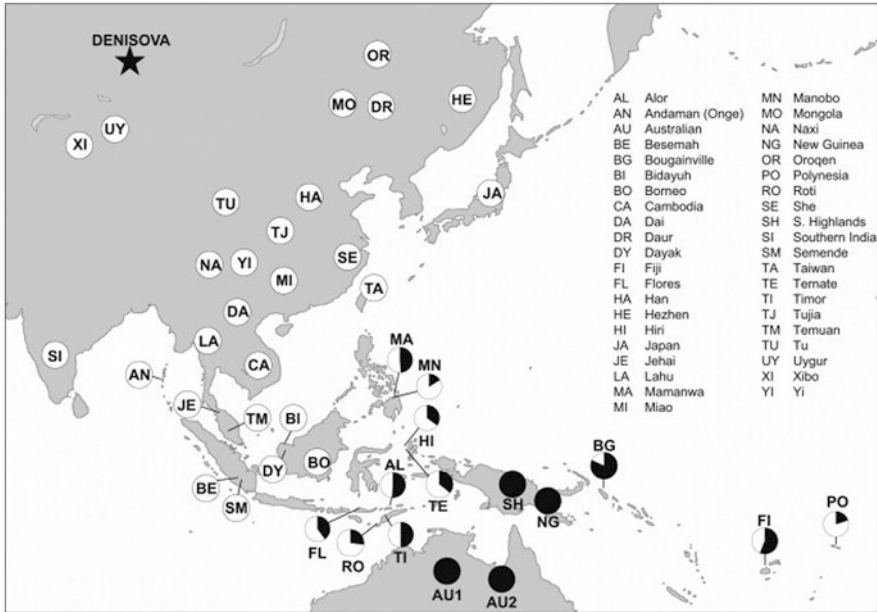 DENISOVA
OR
MO
DR
HE
UY
XI
JA
TU
HA
TJ
NA
YI
SE
MI
TA
DA
LA
SI
CA
AN
MA
MN
JE
TM
BI
HI
BG
DY
BO
AL
BE
SM
TE
SH
NG
PO
FI
FL
RO
TI
AU1
AU2
AL Alor
AN Andaman (Onge)
AU Australian
BE Besemah
BG Bougainville
BI Bidayuh
BO Borneo
CA Cambodia
DA Dai
DR Daur
DY Dayak
FI Fiji
FL Flores
HA Han
HE Hezhen
HI Hiri
JA Japan
JE Jehai
LA Lahu
MA Mamanwa
MI Miao
MN Manobo
MO Mongola
NA Naxi
NG New Guinea
OR Oroqen
PO Polynesia
RO Roti
SE She
SH S. Highlands
SI Southern India
SM Semende
TA Taiwan
TE Ternate
TI Timor
TJ Tujia
TM Temuan
TU Tu
UY Uygur
XI Xibo
YI Yi